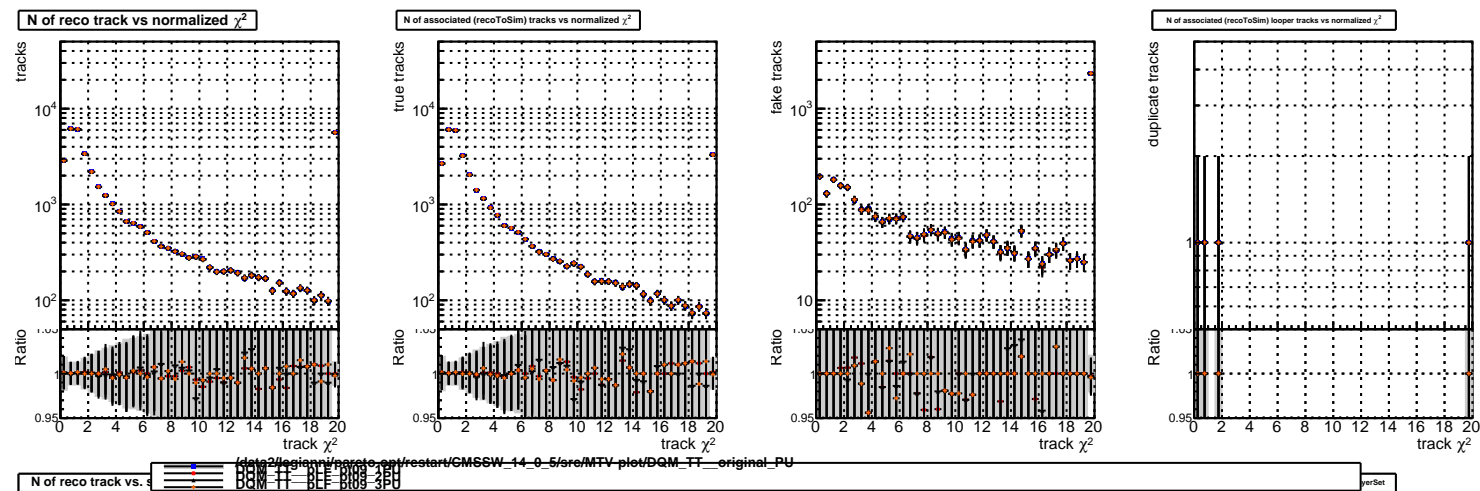 N of reco track vs normalized χ²
N of associated (recoToSim) tracks vs normalized χ²
N of associated (recoToSim) looper tracks vs normalized χ²
tracks
10⁴
10³
10²
Ratio
1
0.95
0 2 4 6 8 10 12 14 16 18 20
track χ²
true tracks
10⁴
10³
10²
Ratio
1
0.95
0 2 4 6 8 10 12 14 16 18 20
track χ²
fake tracks
10³
10²
10
Ratio
1
0.95
0 2 4 6 8 10 12 14 16 18 20
track χ²
duplicate tracks
1
Ratio
1
0.95
0 2 4 6 8 10 12 14 16 18 20
track χ²
/data2/legianni/pareto_opt/restart/CMSSW_14_0_5/src/MTV-plot/DQM_TT__original_PU
DQM_TT__pLF_pt09_1PU
DQM_TT__pLF_pt09_2PU
DQM_TT__pLF_pt09_3PU
N of reco track vs.
yerSet